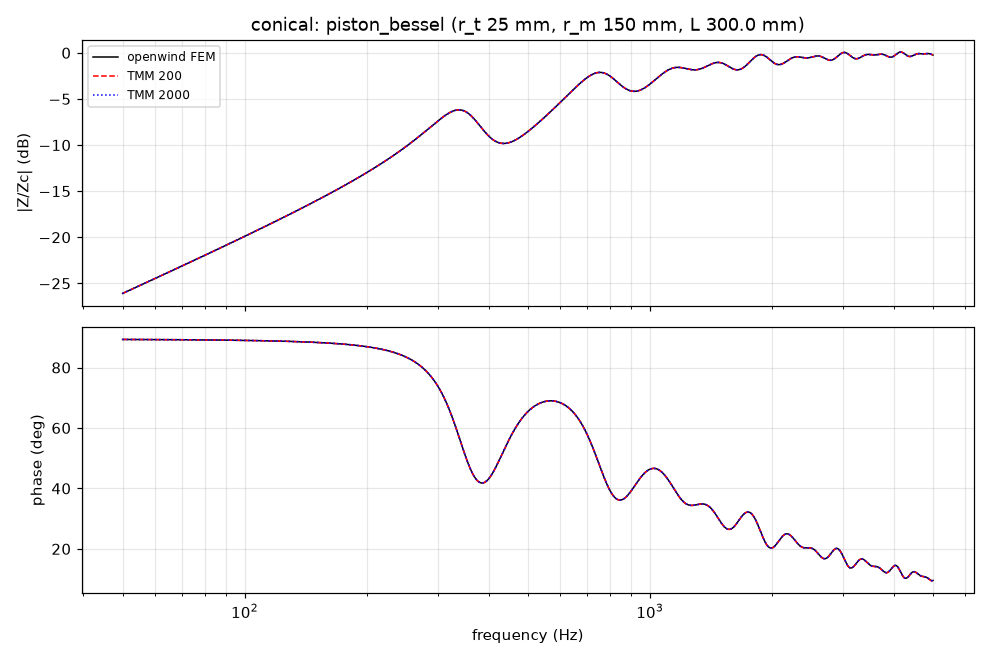 conical: piston_bessel (r_t 25 mm, r_m 150 mm, L 300.0 mm)
openwind FEM
TMM 200
TMM 2000
|Z/Zc| (dB)
0
−5
−10
−15
−20
−25
phase (deg)
80
60
40
20
10²
10³
frequency (Hz)